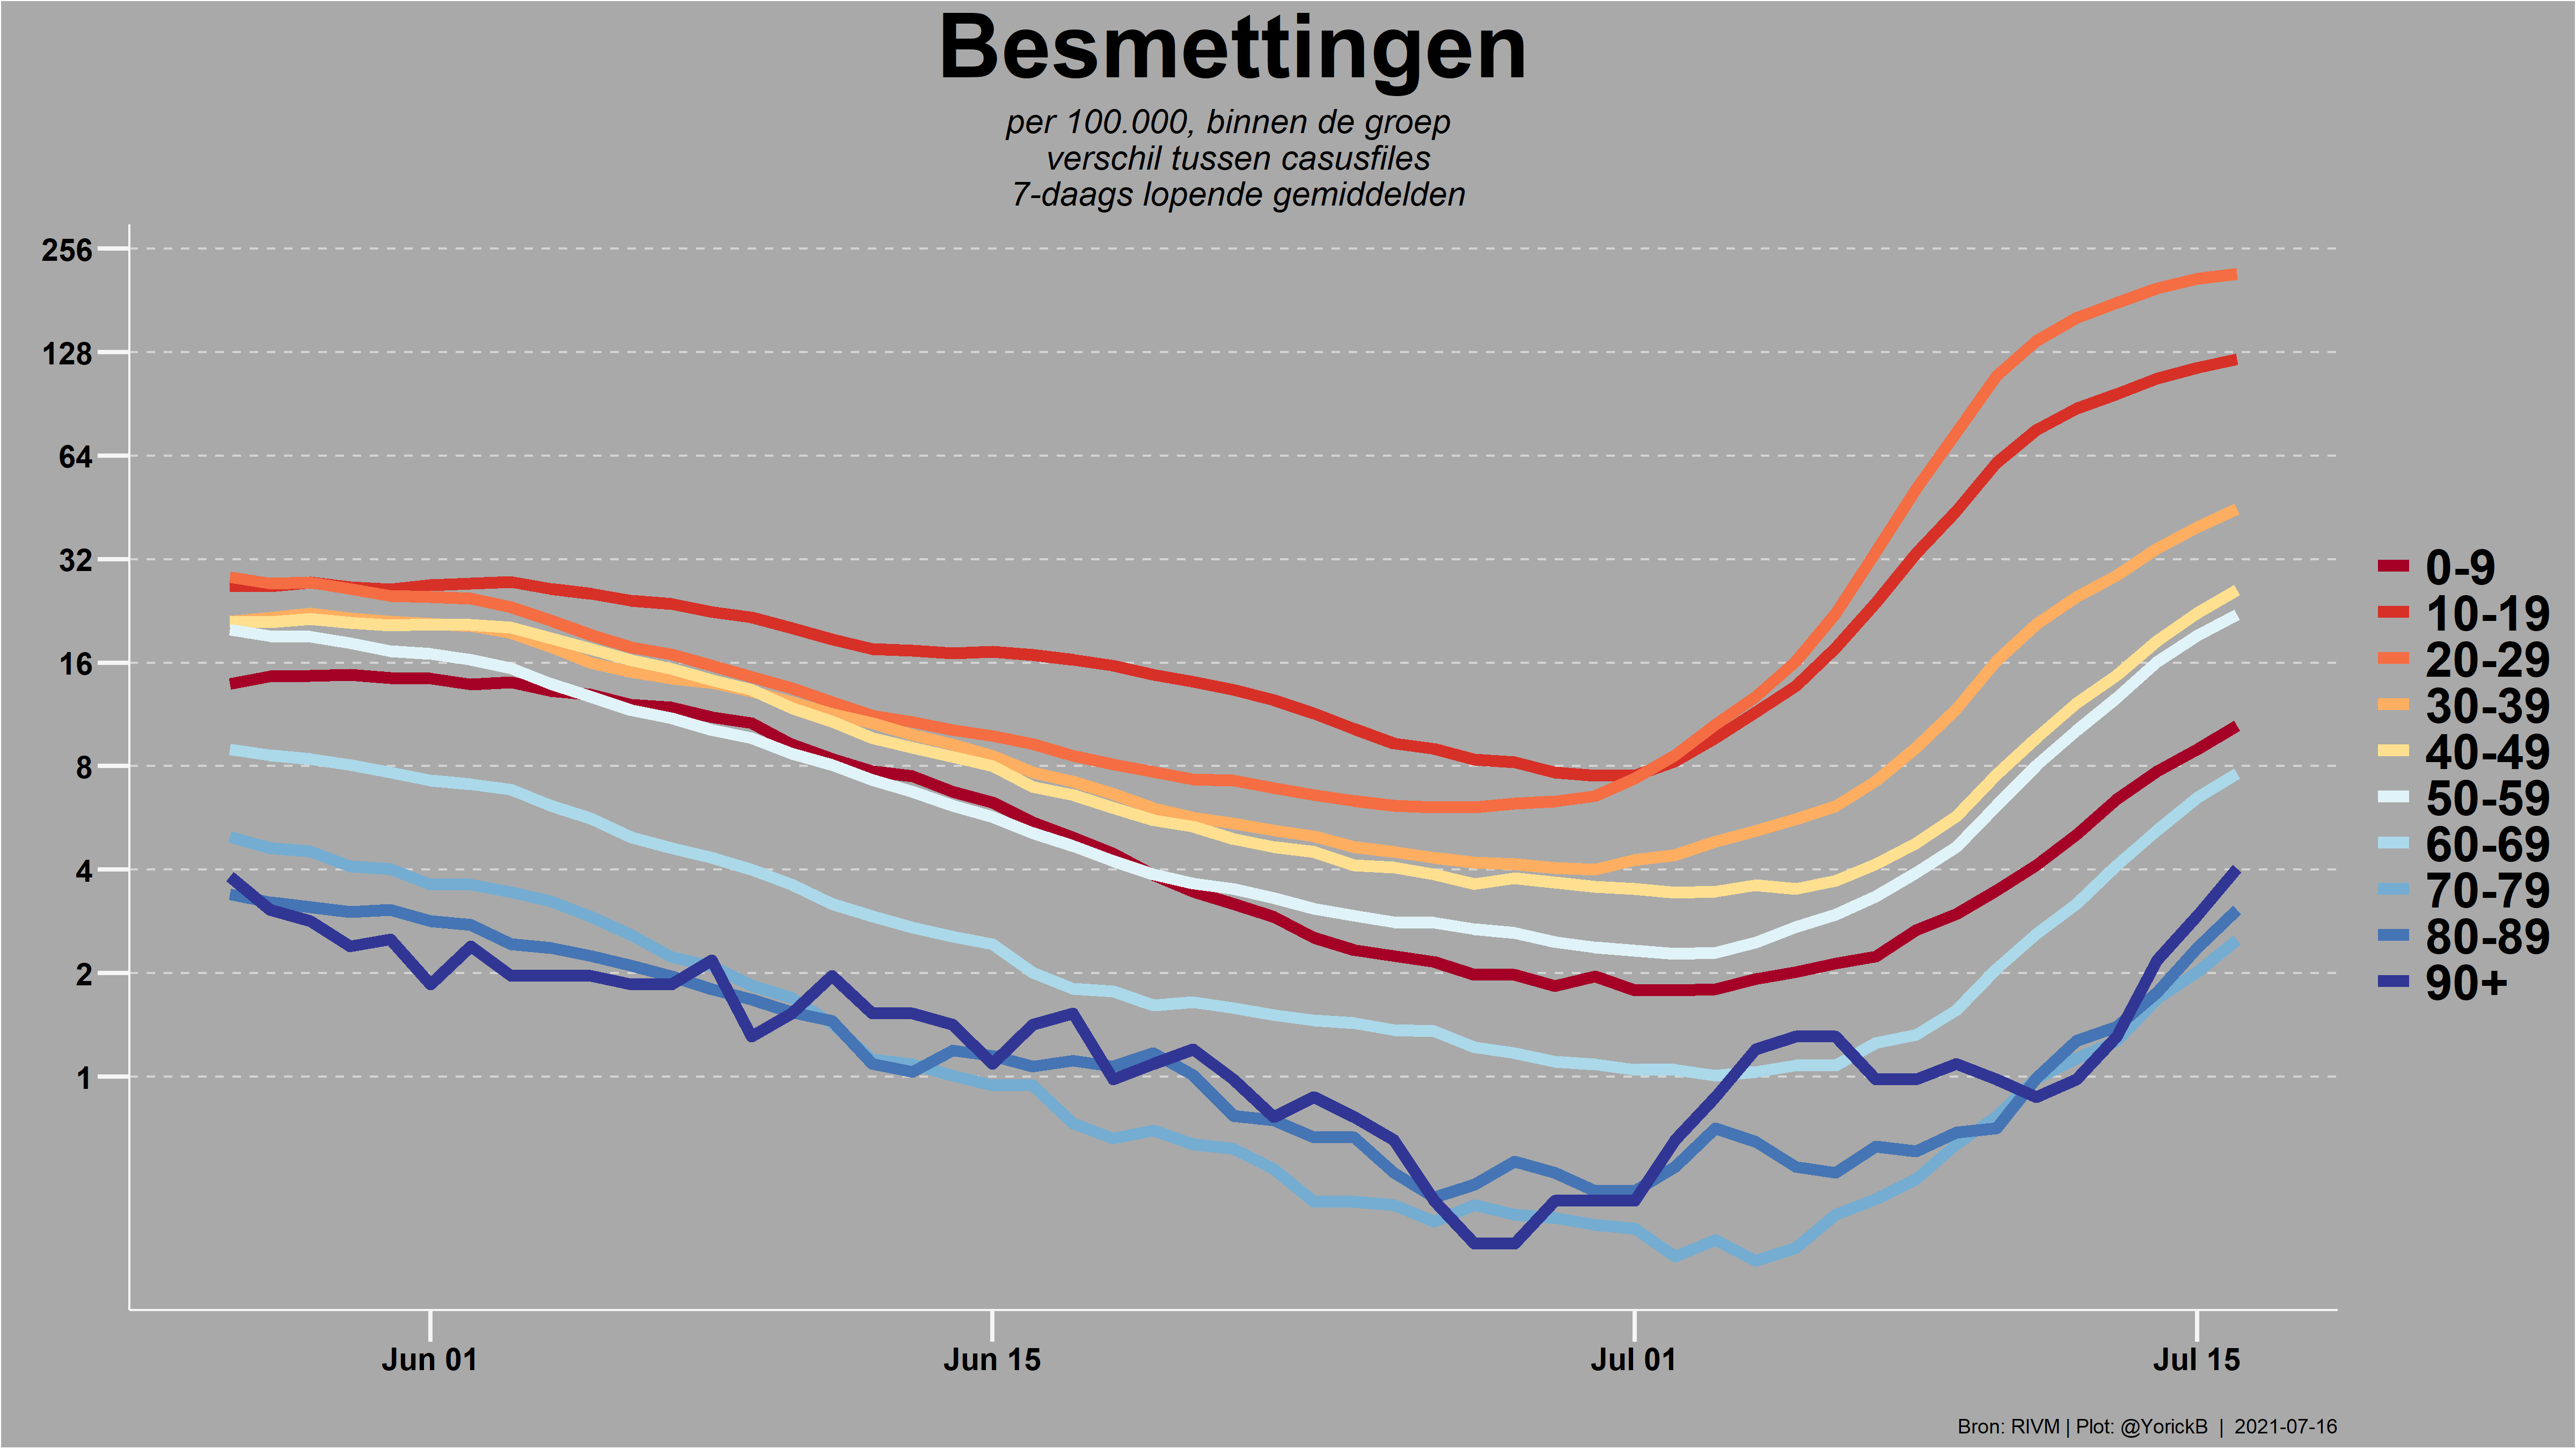 Besmettingen
per 100.000, binnen de groep
verschil tussen casusfiles
7-daags lopende gemiddelden
256
128
64
32
16
8
4
2
1
0-9
10-19
20-29
30-39
40-49
50-59
60-69
70-79
80-89
90+
Jun 01
Jun 15
Jul 01
Jul 15
Bron: RIVM | Plot: @YorickB | 2021-07-16